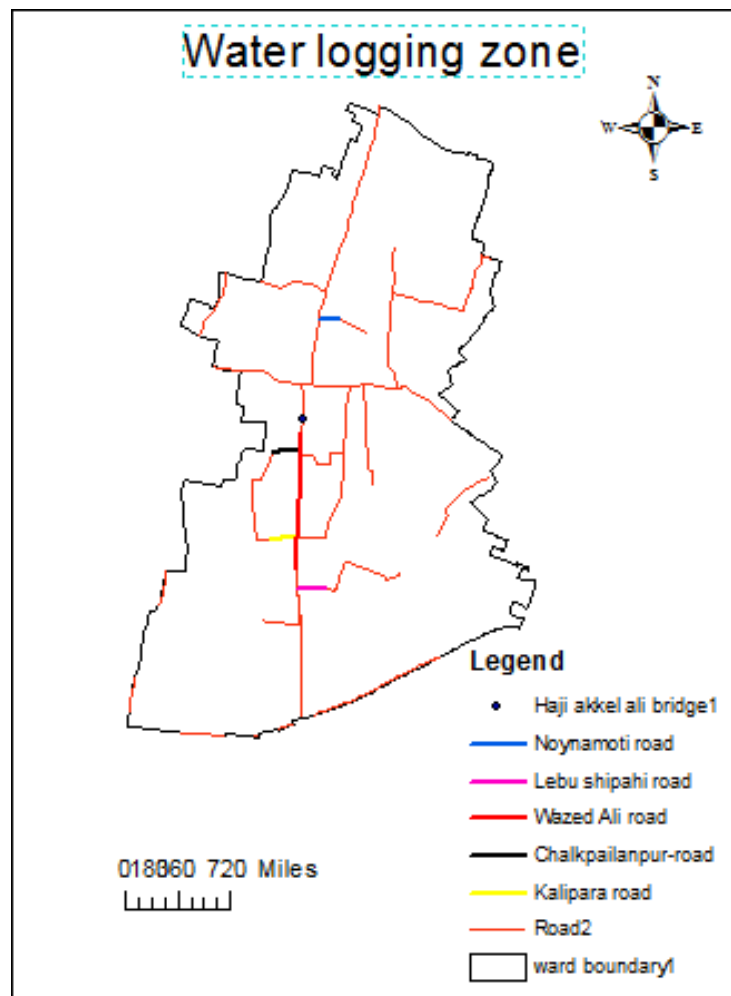 Water logging zone
N
W E
S
Legend
Haji akkel ali bridge1
Noynamoti road
Lebu shipahi road
Wazed Ali road
Chalkpailanpur-road
Kalipara road
Road2
ward boundary1
720 Miles